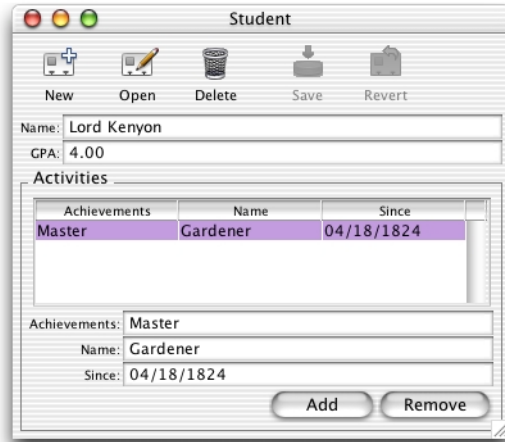 Student
New Open Delete Save Revert
Name: Lord Kenyon
GPA: 4.00
Activities
Achievements Name Since
Master Gardener 04/18/1824
Achievements: Master
Name: Gardener
Since: 04/18/1824
Add Remove